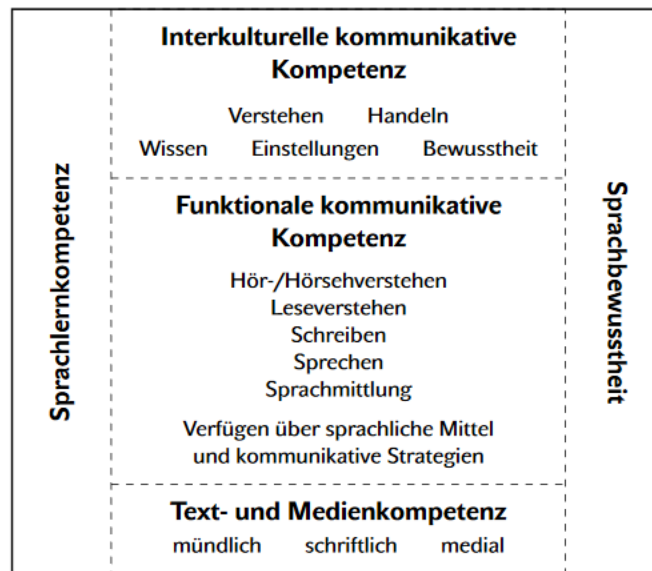 Sprachlernkompetenz
Interkulturelle kommunikative
Kompetenz
Verstehen Handeln
Wissen Einstellungen Bewusstheit
Funktionale kommunikative
Kompetenz
Hör-/Hörsehverstehen
Leseverstehen
Schreiben
Sprechen
Sprachmittlung
Verfügen über sprachliche Mittel
und kommunikative Strategien
Text- und Medienkompetenz
mündlich schriftlich medial
Sprachbewusstheit